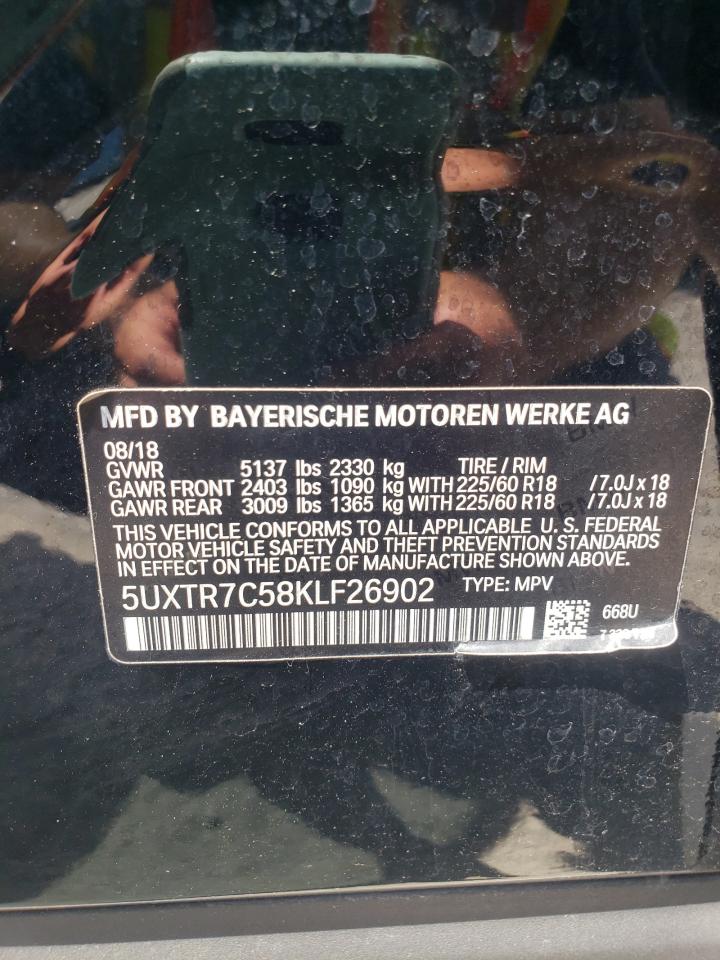 MFD BY BAYERISCHE MOTOREN WERKE AG
08/18
GVWR 5137 lbs 2330 kg TIRE / RIM
GAWR FRONT 2403 lbs 1090 kg WITH 225/60 R18 / 7.0J x 18
GAWR REAR 3009 lbs 1365 kg WITH 225/60 R18 / 7.0J x 18
THIS VEHICLE CONFORMS TO ALL APPLICABLE U. S. FEDERAL
MOTOR VEHICLE SAFETY AND THEFT PREVENTION STANDARDS
IN EFFECT ON THE DATE OF MANUFACTURE SHOWN ABOVE.
5UXTR7C58KLF26902 TYPE: MPV
668U